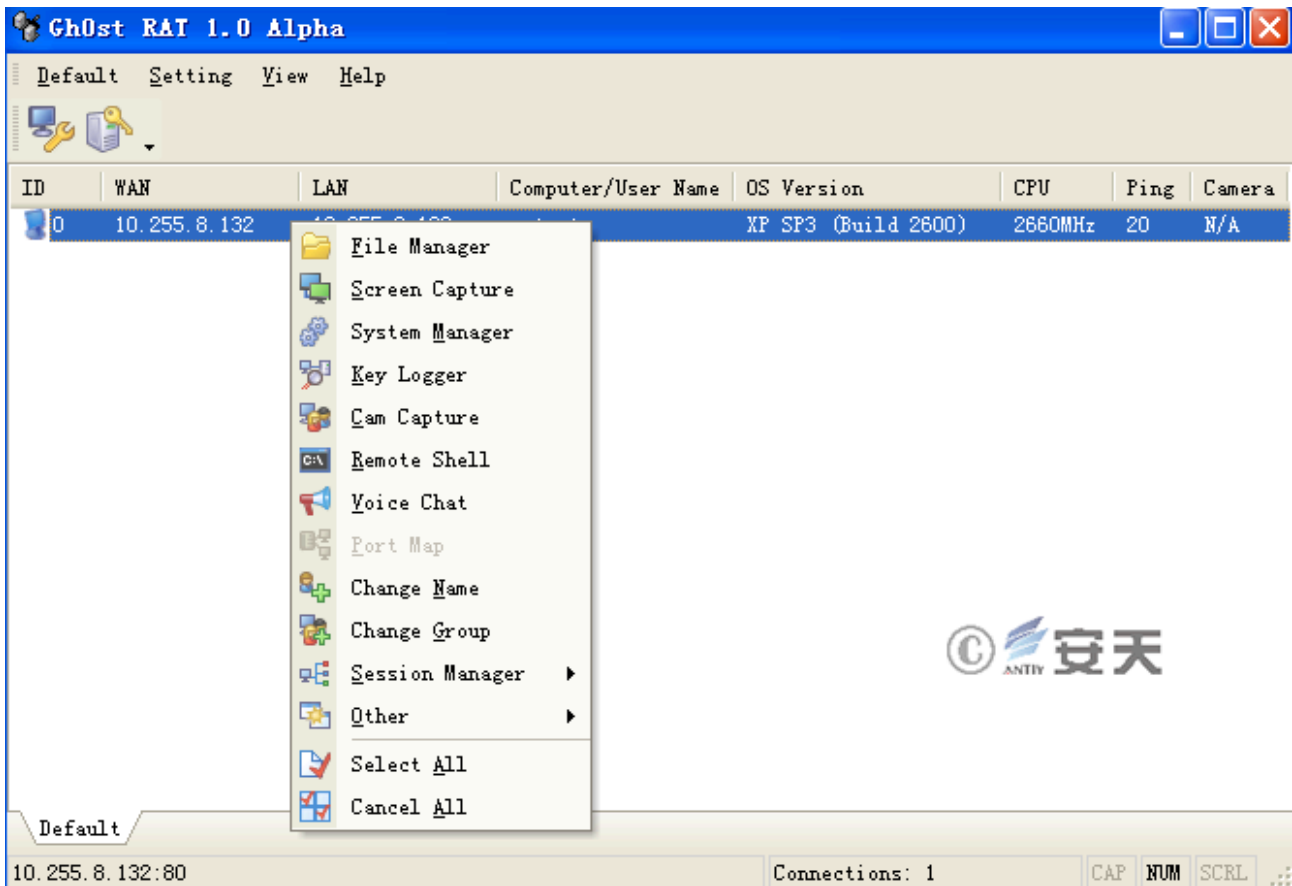 Gh0st RAT 1.0 Alpha
Default Setting View Help
ID WAN LAN Computer/User Name OS Version CPU Ping Camera
0 10.255.8.132 XP SP3 (Build 2600) 2660MHz 20 N/A
File Manager
Screen Capture
System Manager
Key Logger
Cam Capture
C:\
Remote Shell
Voice Chat
Port Map
Change Name
Change Group
Session Manager
Other
Select All
Cancel All
© ANTIY 安天
Default
10.255.8.132:80 Connections: 1 CAP NUM SCRL